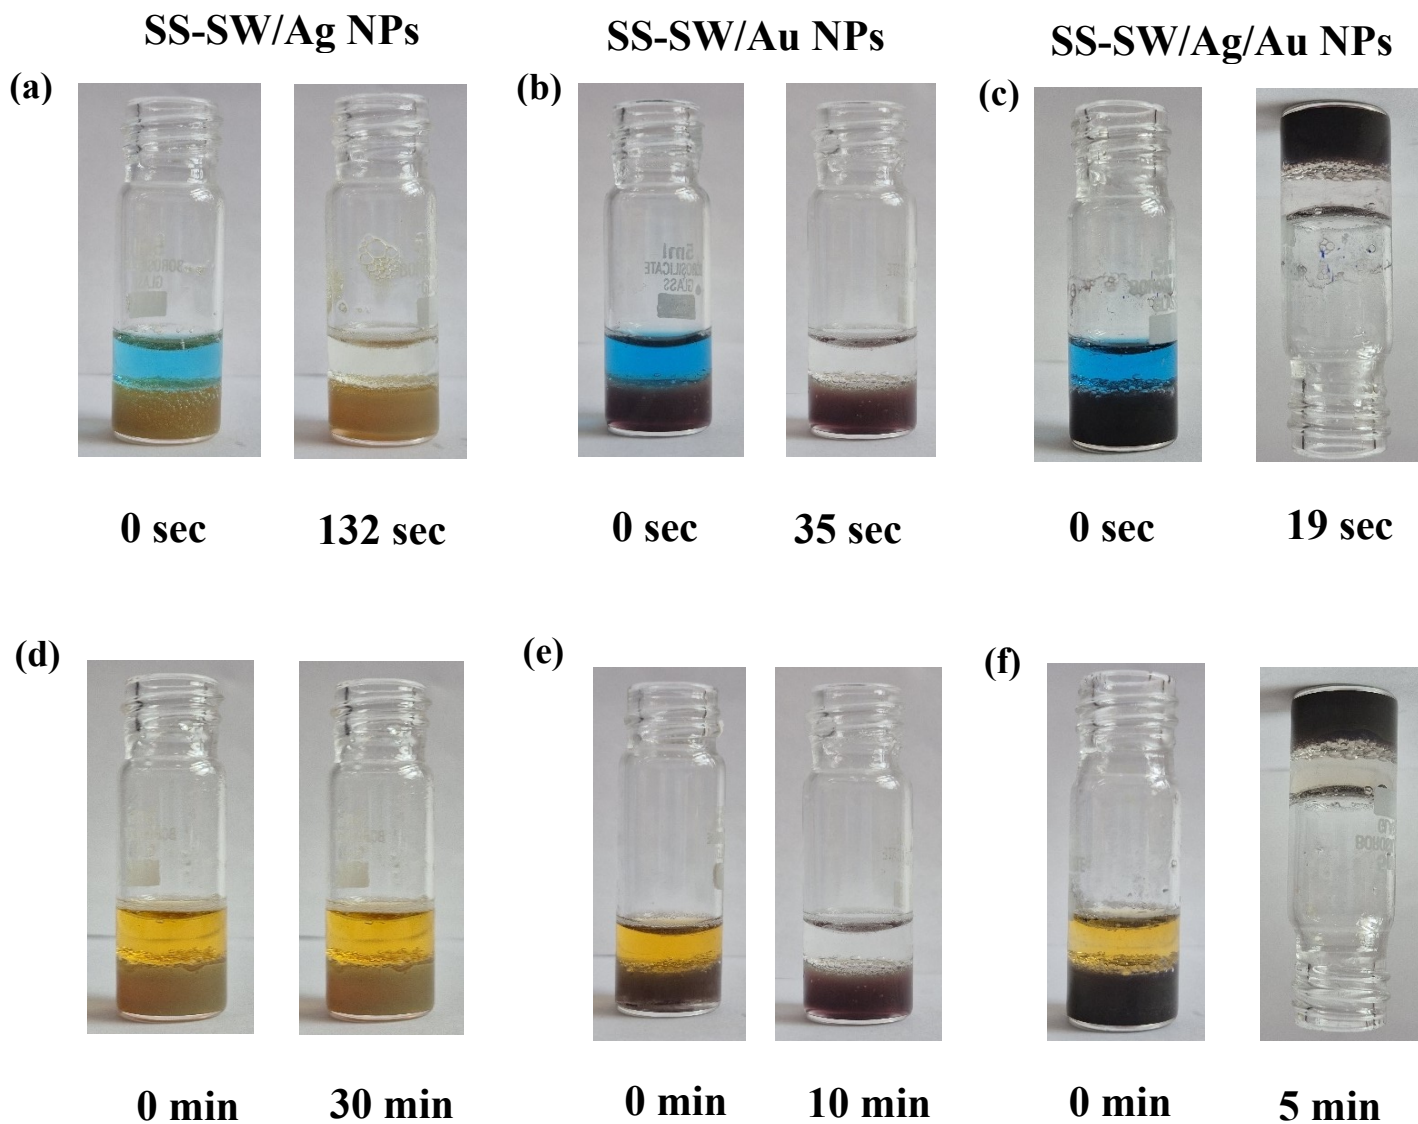 SS-SW/Ag NPs
SS-SW/Au NPs
SS-SW/Ag/Au NPs
(a)
(b)
(c)
5ml
BOROSILICATE
GLASS
0 sec
132 sec
0 sec
35 sec
0 sec
19 sec
(d)
(e)
(f)
0 min
30 min
0 min
10 min
0 min
5 min